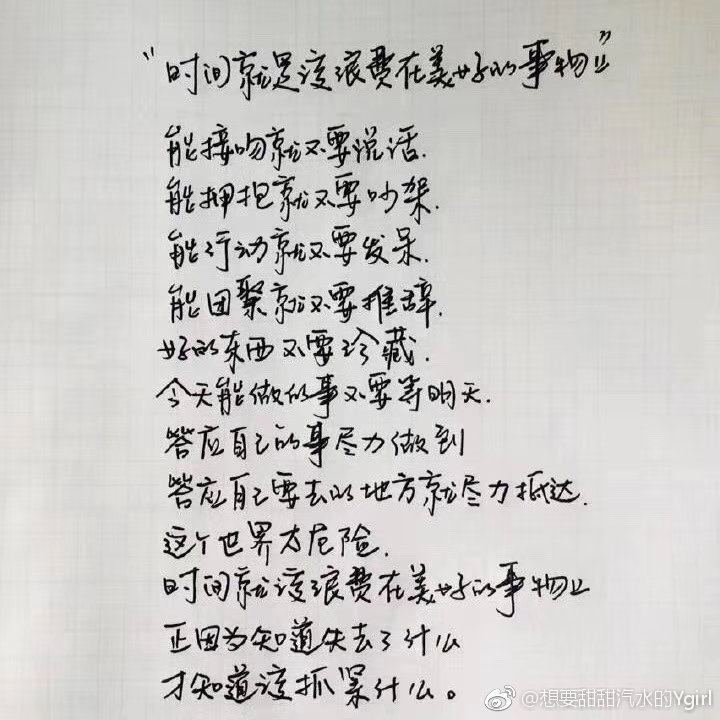 “时间就是该浪费在美好的事物上”
能接吻就不要说话.
能拥抱就不要吵架.
能行动就不要发呆.
能团聚就不要推辞.
好的东西不要珍藏.
今天能做的事不要等明天.
答应自己的事尽力做到
答应自己要去的地方就尽力抵达.
这个世界太危险.
时间就该浪费在美好的事物上
正因为知道失去了什么
才知道该抓紧什么。
@想要甜甜汽水的Ygirl